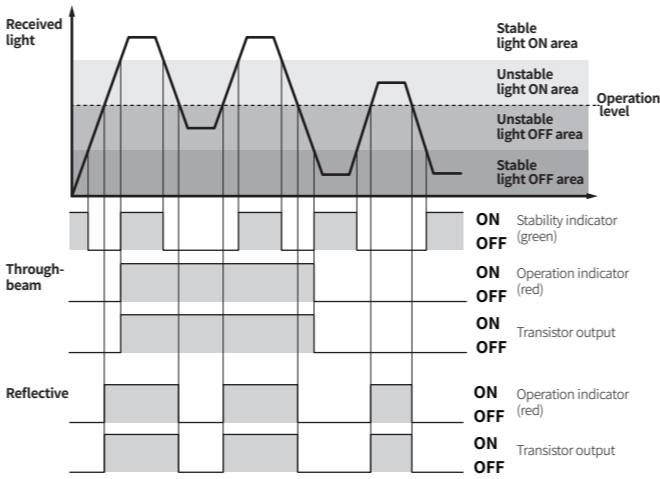 Received
light
Stable
light ON area
Unstable
light ON area
Operation
level
Unstable
light OFF area
Stable
light OFF area
ON
OFF
Stability indicator
(green)
Through-
beam
ON
OFF
Operation indicator
(red)
ON
OFF
Transistor output
Reflective
ON
OFF
Operation indicator
(red)
ON
OFF
Transistor output